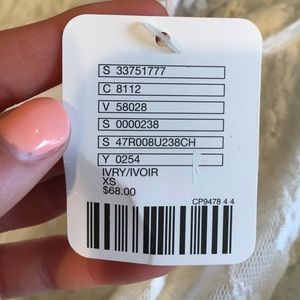 S 33751777
C 8112
V 58028
S 0000238
S 47R008U238CH
Y 0254
IVRY/IVOIR
XS
$68.00
CP9478 4 4